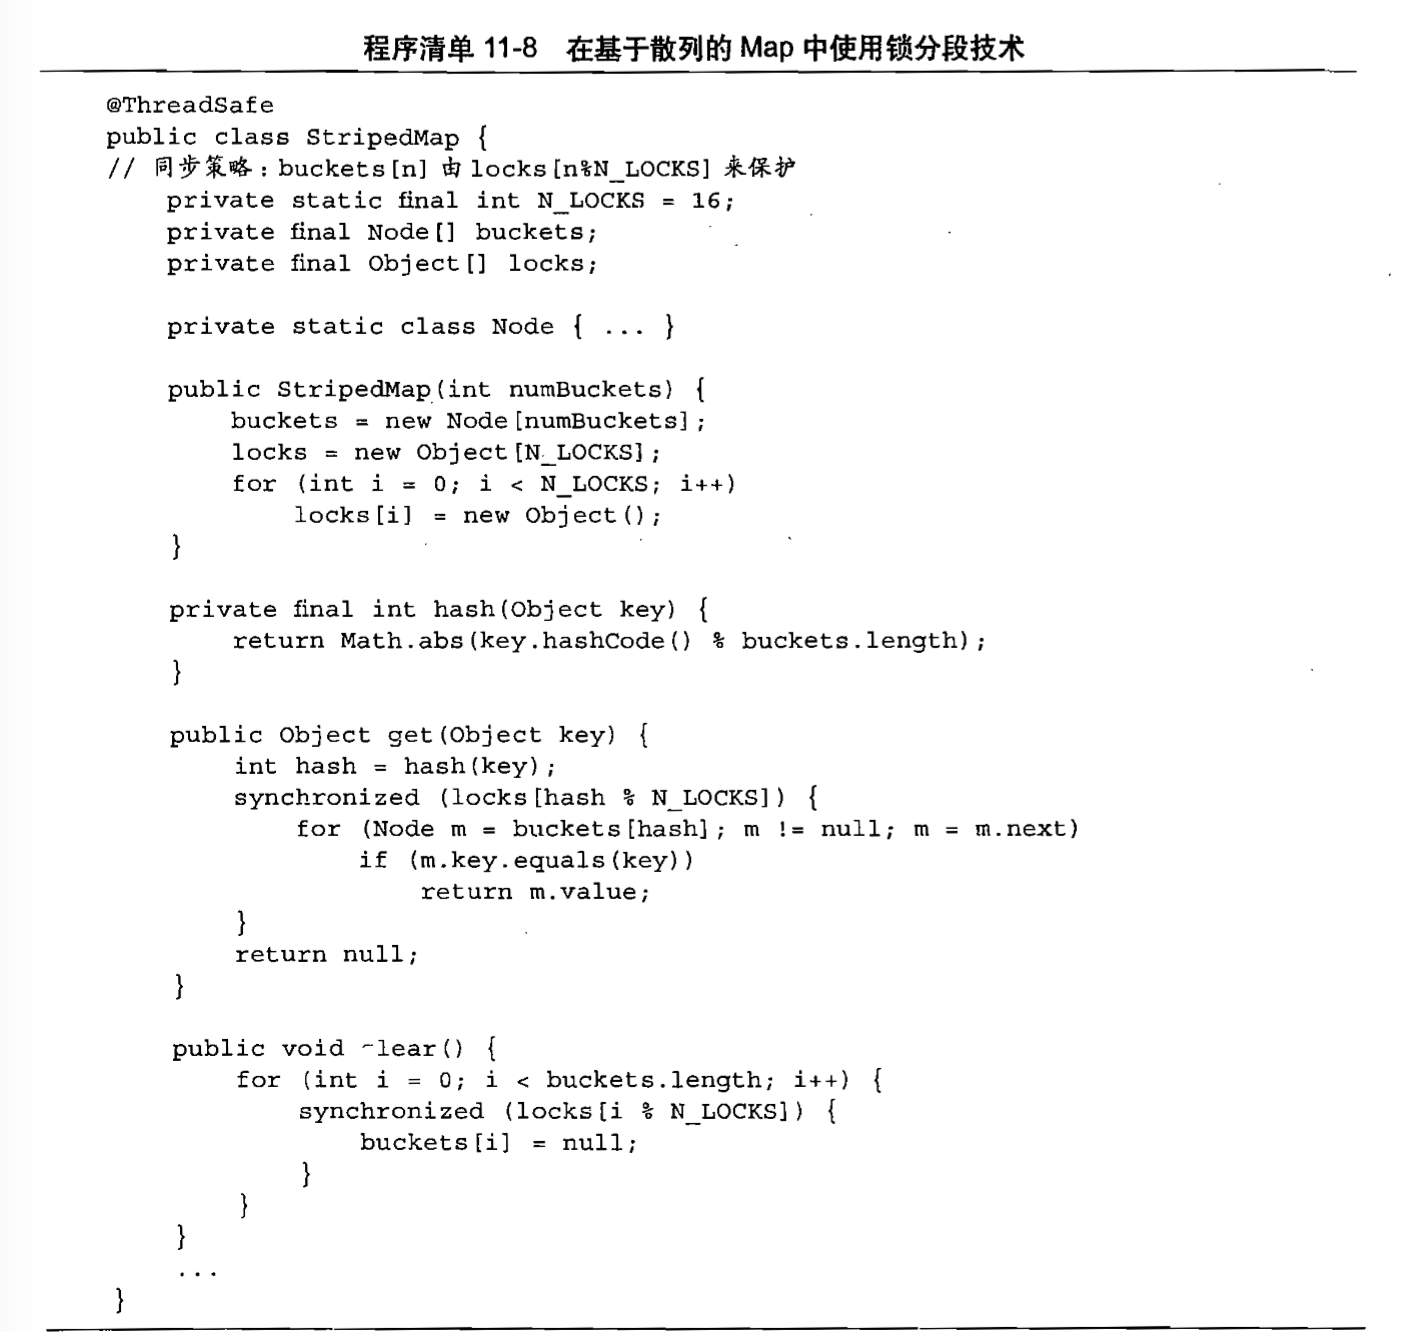 程序清单 11-8 在基于散列的 Map 中使用锁分段技术
@ThreadSafe
public class StripedMap {
// 同步策略：buckets[n] 由 locks[n%N_LOCKS] 来保护
    private static final int N_LOCKS = 16;
    private final Node[] buckets;
    private final Object[] locks;
    private static class Node { ... }
    public StripedMap(int numBuckets) {
        buckets = new Node[numBuckets];
        locks = new Object[N_LOCKS];
        for (int i = 0; i < N_LOCKS; i++)
            locks[i] = new Object();
    }
    private final int hash(Object key) {
        return Math.abs(key.hashCode() % buckets.length);
    }
    public Object get(Object key) {
        int hash = hash(key);
        synchronized (locks[hash % N_LOCKS]) {
            for (Node m = buckets[hash]; m != null; m = m.next)
                if (m.key.equals(key))
                    return m.value;
        }
        return null;
    }
    public void ~lear() {
        for (int i = 0; i < buckets.length; i++) {
            synchronized (locks[i % N_LOCKS]) {
                buckets[i] = null;
            }
        }
    }
    ...
}